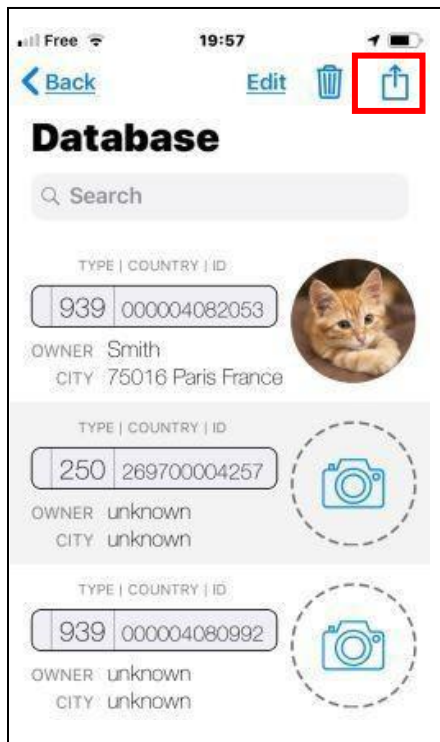 Free 19:57
Back Edit
Database
Search
TYPE | COUNTRY | ID
939 000004082053
OWNER Smith
CITY 75016 Paris France
TYPE | COUNTRY | ID
250 269700004257
OWNER unknown
CITY unknown
TYPE | COUNTRY | ID
939 000004080992
OWNER unknown
CITY unknown